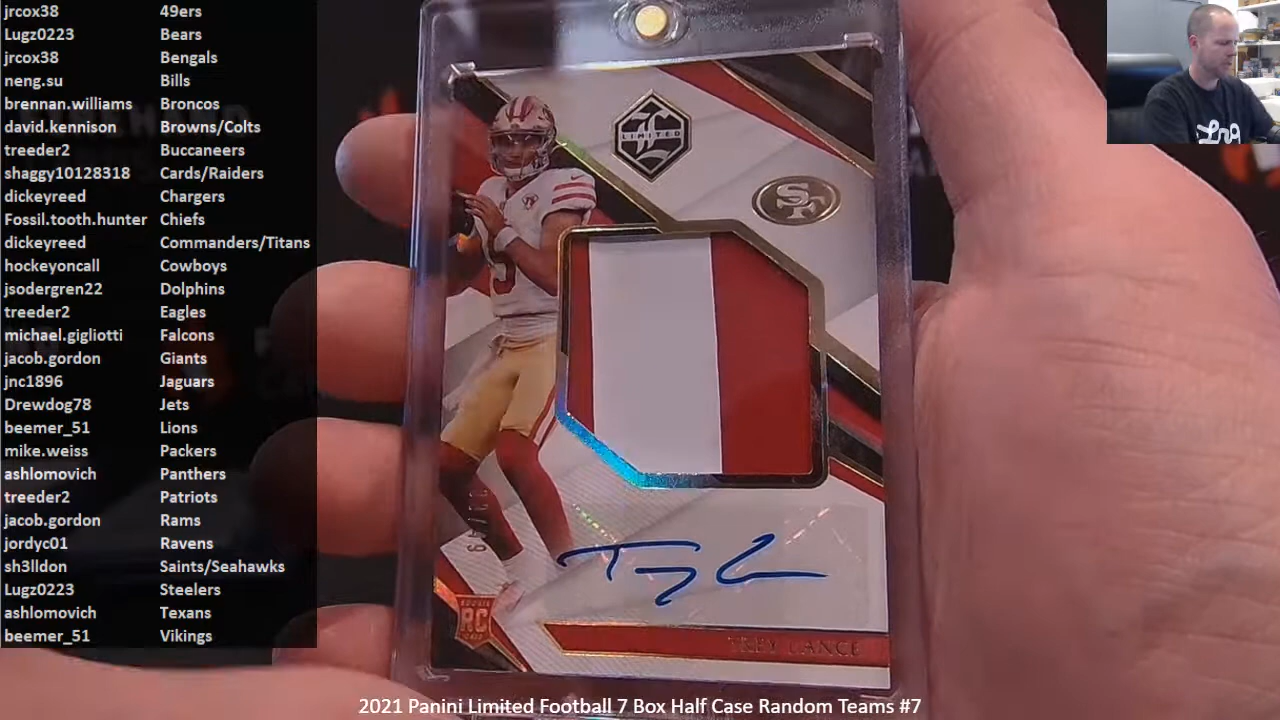 jrcox38 49ers
Lugz0223 Bears
jrcox38 Bengals
neng.su Bills
brennan.williams Broncos
david.kennison Browns/Colts
treeder2 Buccaneers
shaggy10128318 Cards/Raiders
dickeyreed Chargers
Fossil.tooth.hunter Chiefs
dickeyreed Commanders/Titans
hockeyoncall Cowboys
jsodergren22 Dolphins
treeder2 Eagles
michael.gigliotti Falcons
jacob.gordon Giants
jnc1896 Jaguars
Drewdog78 Jets
beemer_51 Lions
mike.weiss Packers
ashlomovich Panthers
treeder2 Patriots
jacob.gordon Rams
jordyc01 Ravens
sh3lldon Saints/Seahawks
Lugz0223 Steelers
ashlomovich Texans
beemer_51 Vikings
LIMITED
SF
5
RC
TREY LANCE
2021 Panini Limited Football 7 Box Half Case Random Teams #7